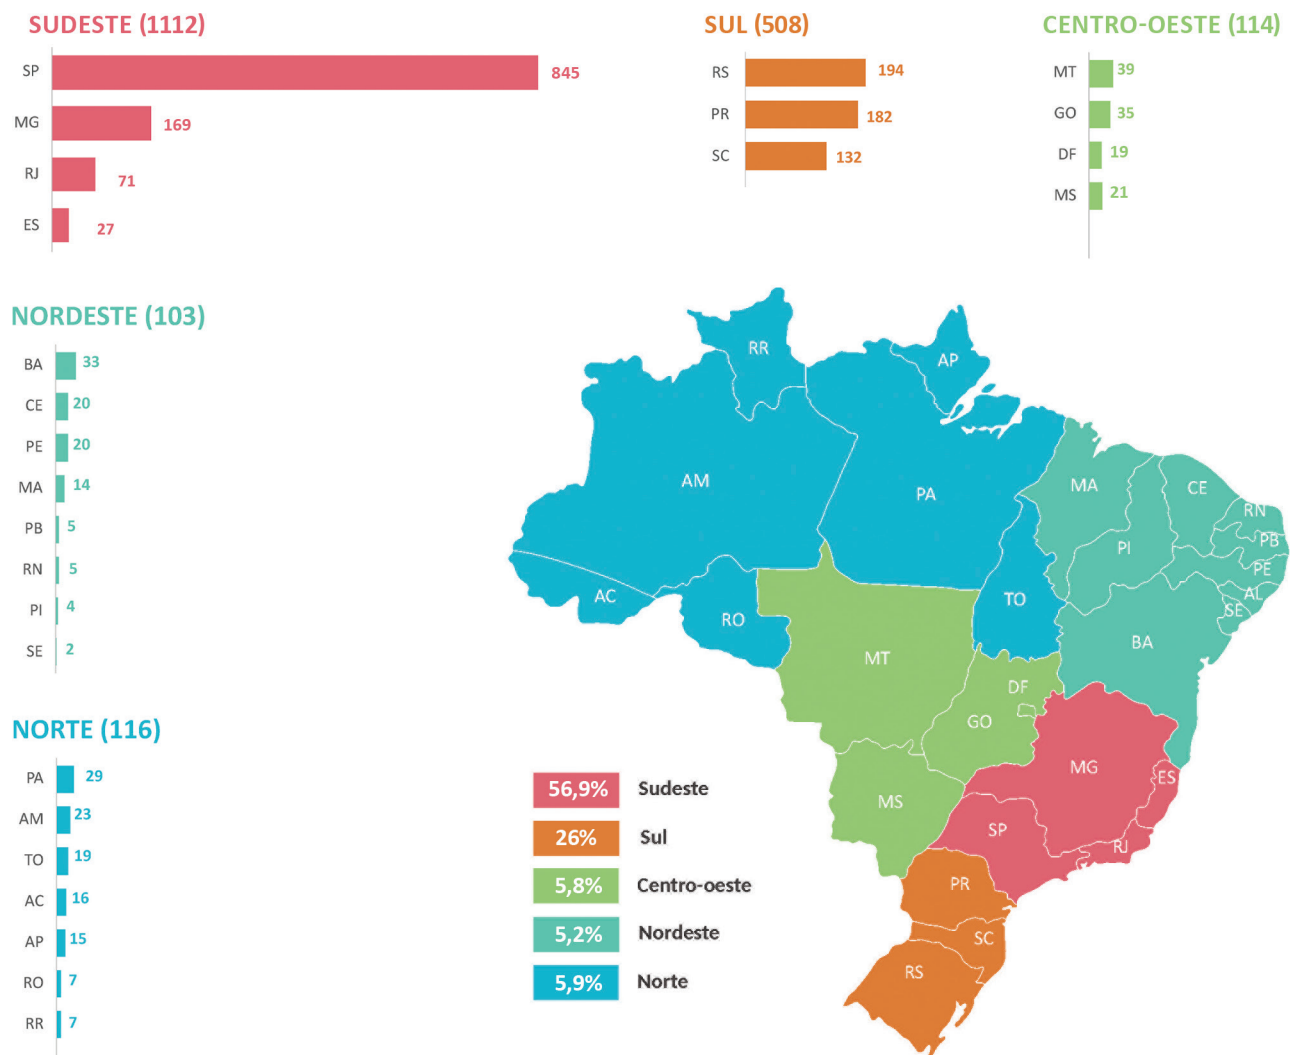 SUDESTE (1112)
SP 845
MG 169
RJ 71
ES 27
SUL (508)
RS 194
PR 182
SC 132
CENTRO-OESTE (114)
MT 39
GO 35
DF 19
MS 21
NORDESTE (103)
BA 33
CE 20
PE 20
MA 14
PB 5
RN 5
PI 4
SE 2
NORTE (116)
PA 29
AM 23
TO 19
AC 16
AP 15
RO 7
RR 7
RR
AP
AM
PA
MA
CE
RN
PI
PB
PE
AL
SE
AC
RO
TO
BA
MT
DF
GO
MG
ES
MS
SP
RJ
PR
SC
RS
56,9% Sudeste
26% Sul
5,8% Centro-oeste
5,2% Nordeste
5,9% Norte